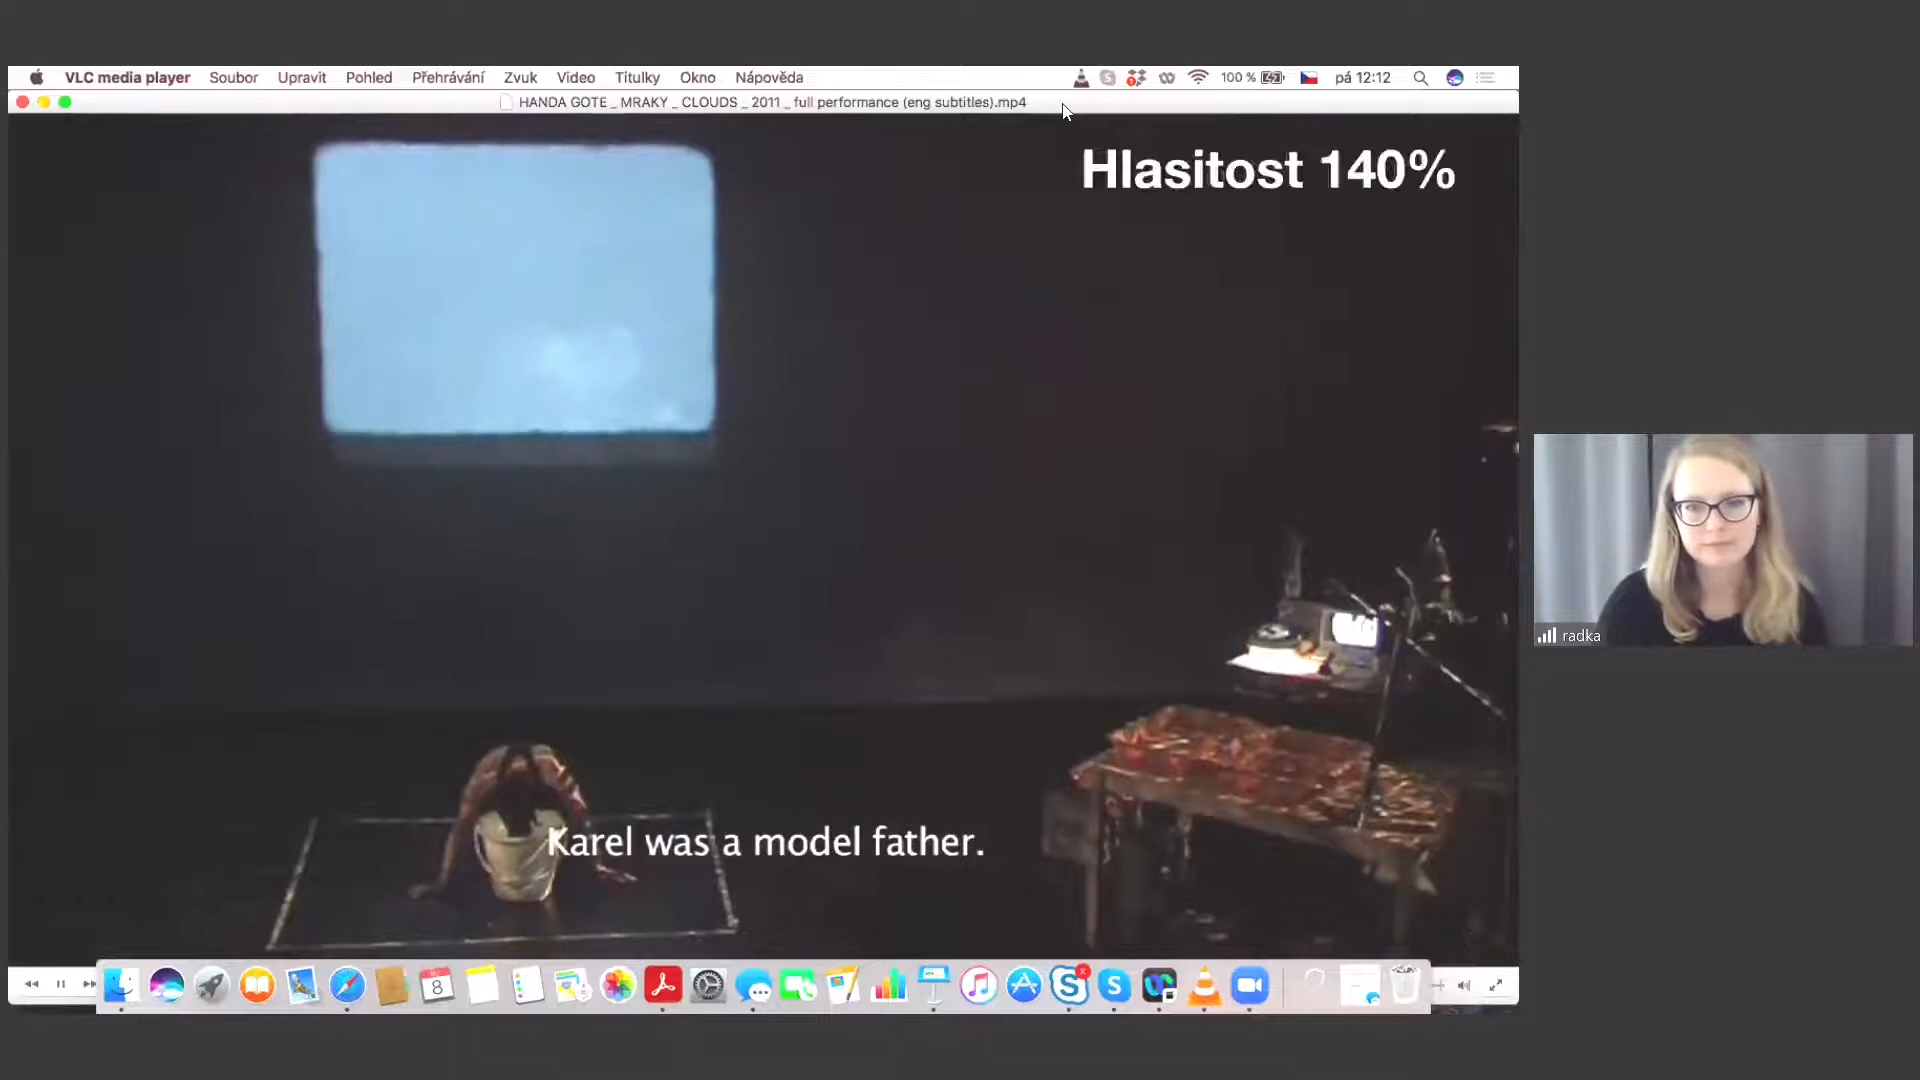 VLC media player Soubor Upravit Pohled Přehrávání Zvuk Video Titulky Okno Nápověda 100 % pá 12:12
HANDA GOTE _ MRAKY _ CLOUDS _ 2011 _ full performance (eng subtitles).mp4
Hlasitost 140%
radka
Karel was a model father.
8